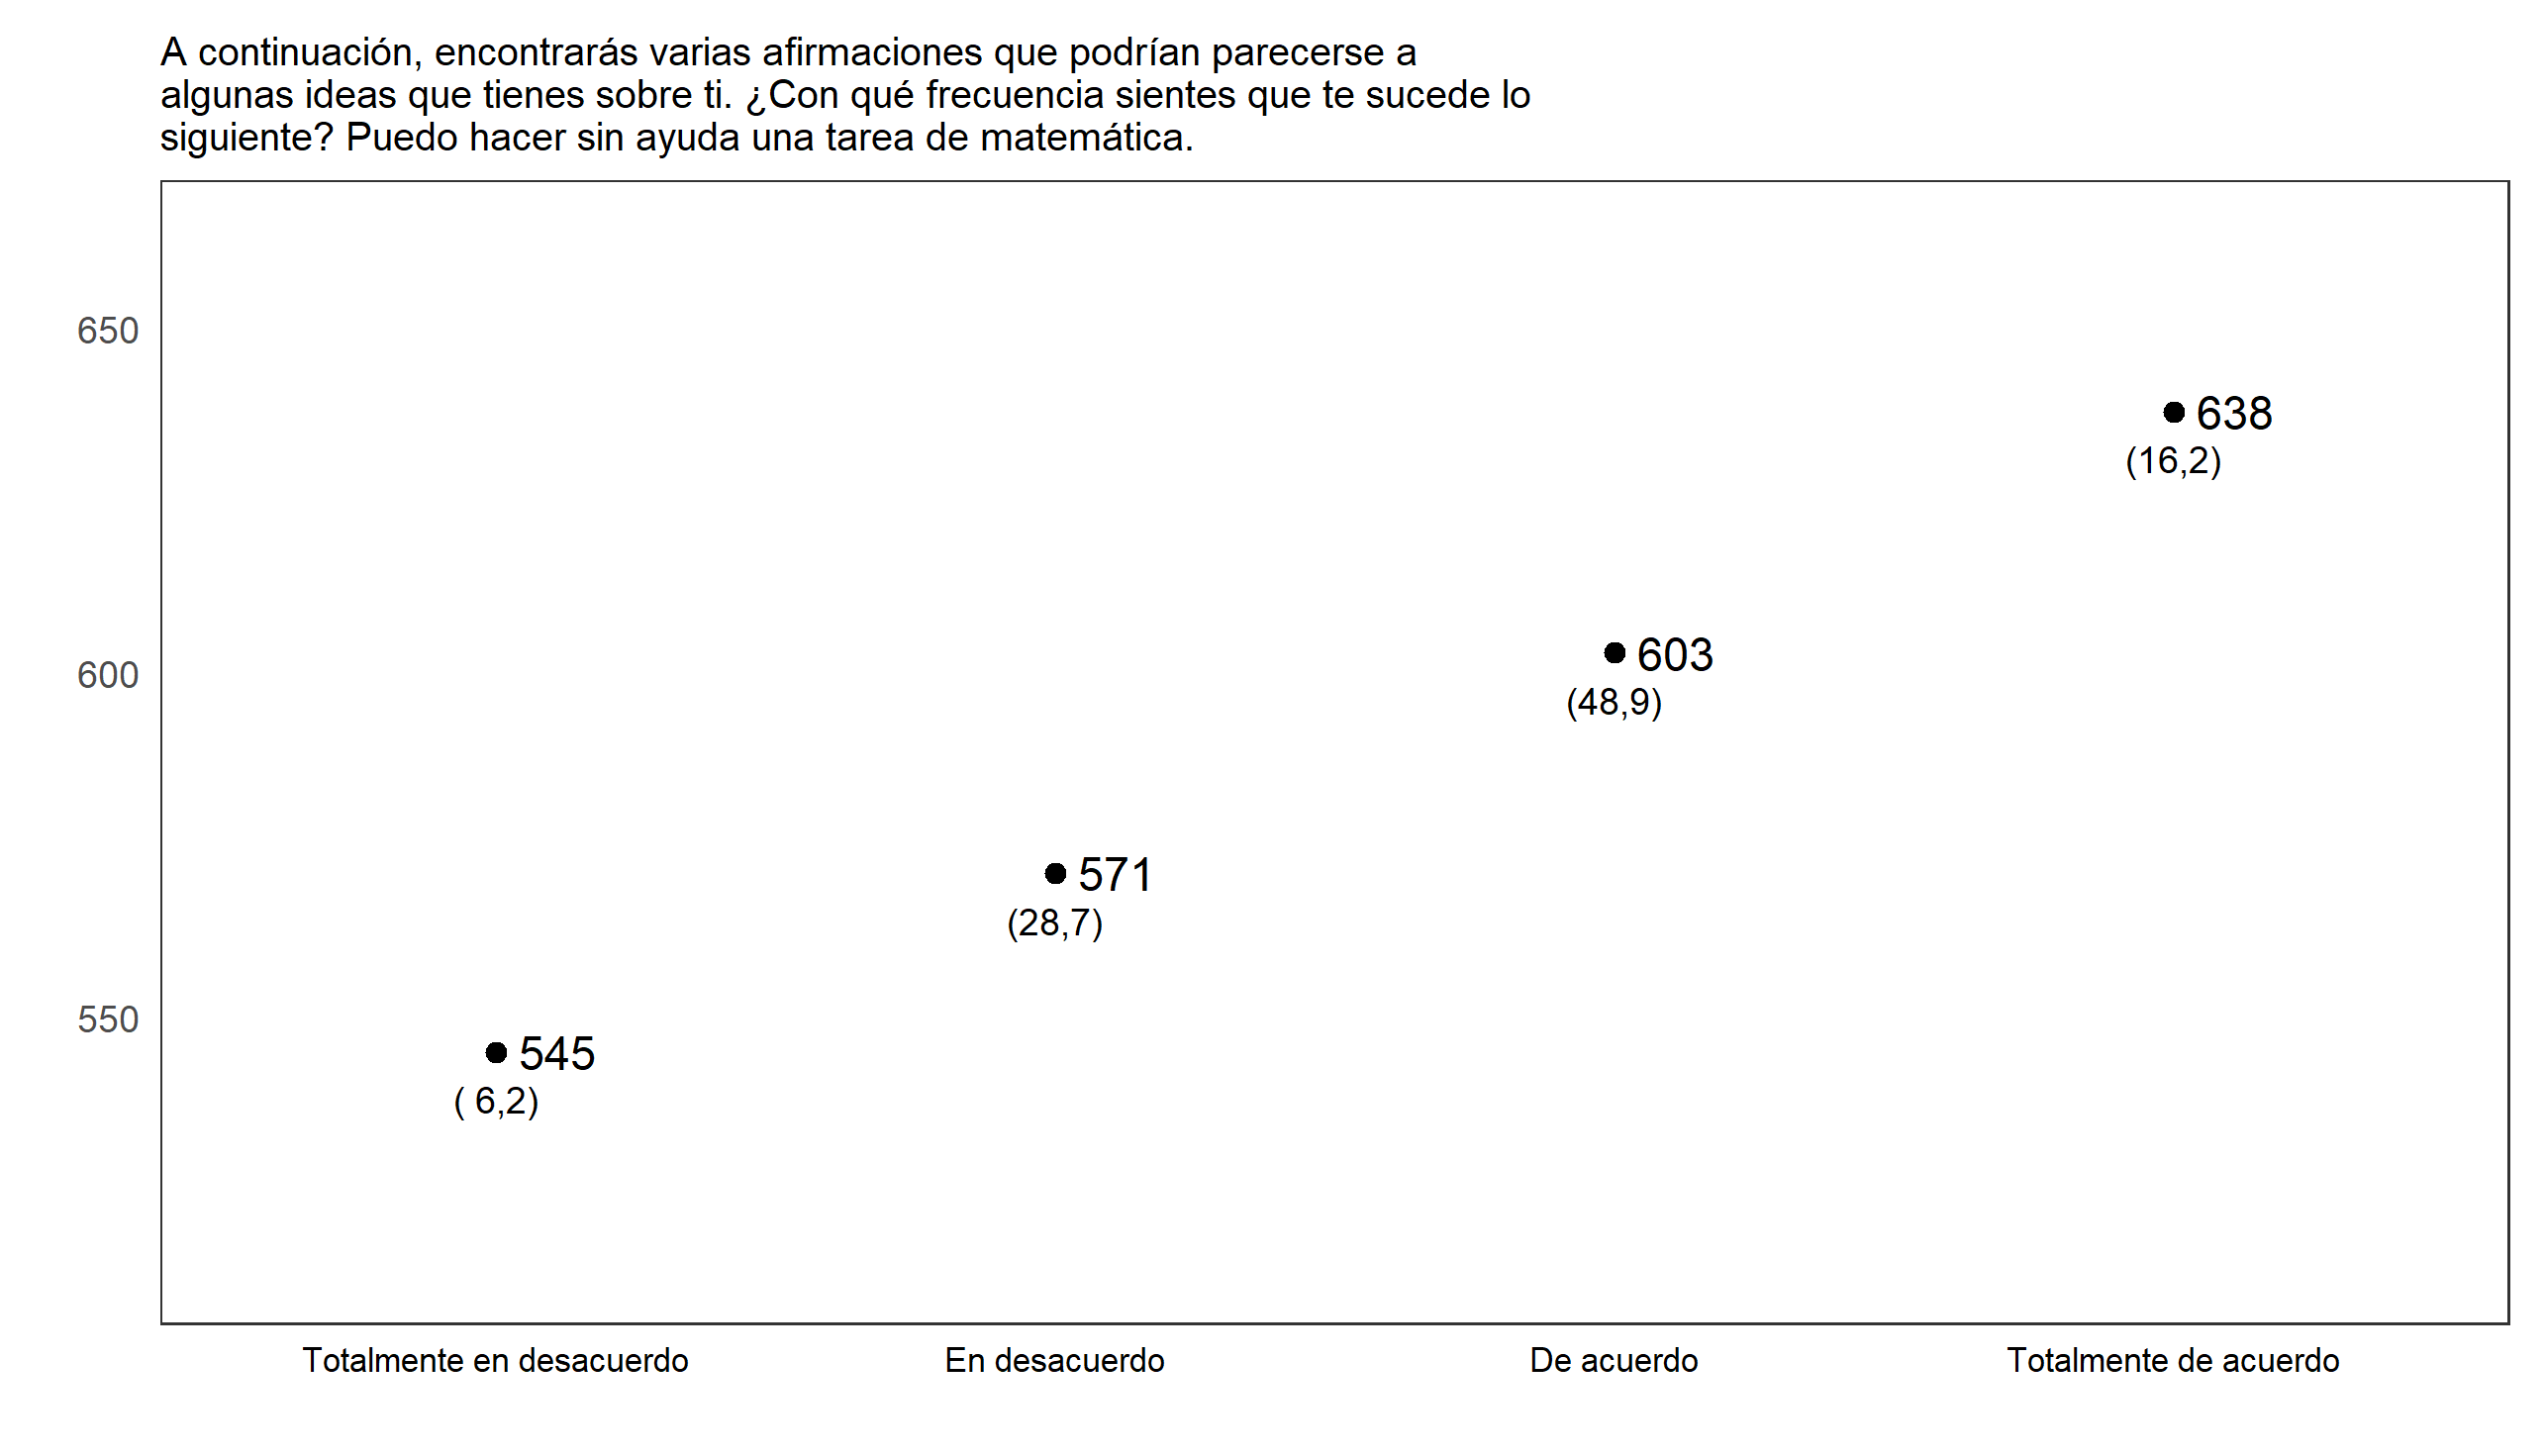 A continuación, encontrarás varias afirmaciones que podrían parecerse a
algunas ideas que tienes sobre ti. ¿Con qué frecuencia sientes que te sucede lo
siguiente? Puedo hacer sin ayuda una tarea de matemática.
650
638
(16,2)
600
603
(48,9)
571
(28,7)
550
545
( 6,2)
Totalmente en desacuerdo
En desacuerdo
De acuerdo
Totalmente de acuerdo